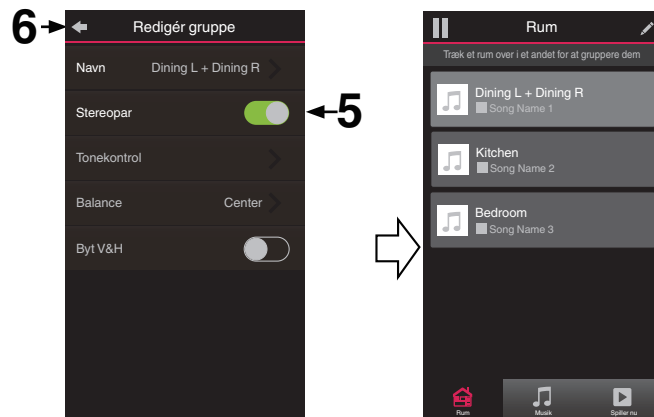 6
Redigér gruppe
Navn Dining L + Dining R
Stereopar
5
Tonekontrol
Balance Center
Byt V&H
Rum
Træk et rum over i et andet for at gruppere dem
Dining L + Dining R
Song Name 1
Kitchen
Song Name 2
Bedroom
Song Name 3
Rum Musik Spiller nu